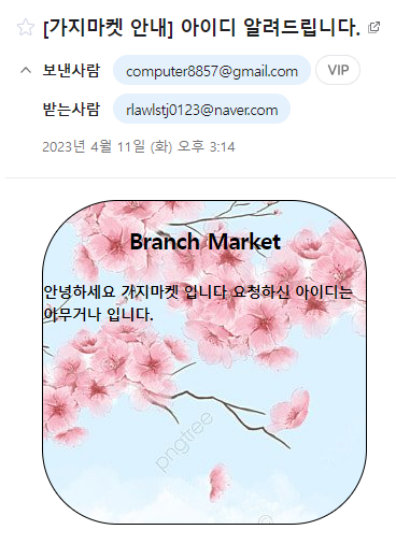 [가지마켓 안내] 아이디 알려드립니다.
보낸사람 computer8857@gmail.com VIP
받는사람 rlawlstj0123@naver.com
2023년 4월 11일 (화) 오후 3:14
Branch Market
안녕하세요 가지마켓 입니다 요청하신 아이디는
아무거나 입니다.
pngtree